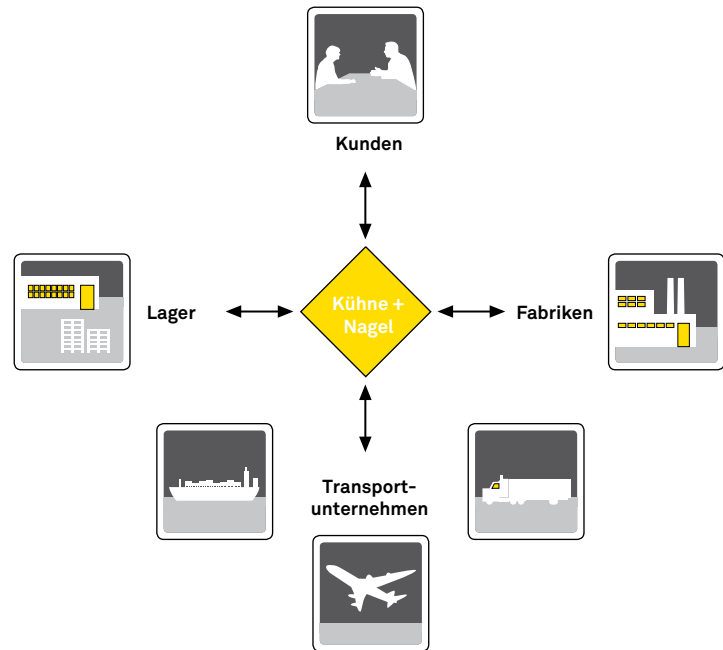 Kunden
Lager
Kühne +
Nagel
Fabriken
Transport-
unternehmen